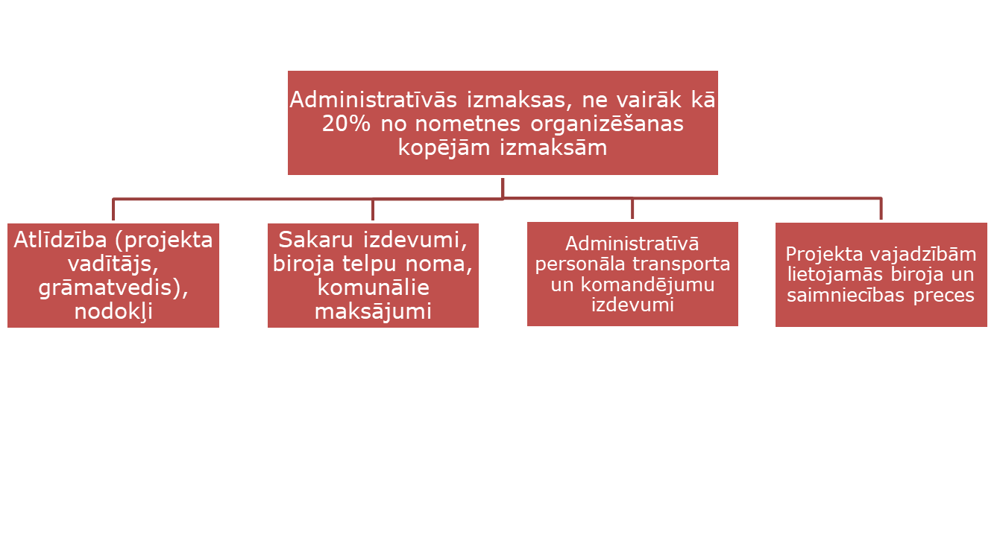 Administratīvās izmaksas, ne vairāk kā
20% no nometnes organizēšanas
kopējām izmaksām
Atlīdzība (projekta
vadītājs,
grāmatvedis),
nodokļi
Sakaru izdevumi,
biroja telpu noma,
komunālie
maksājumi
Administratīvā
personāla transporta
un komandējumu
izdevumi
Projekta vajadzībām
lietojamās biroja un
saimniecības preces